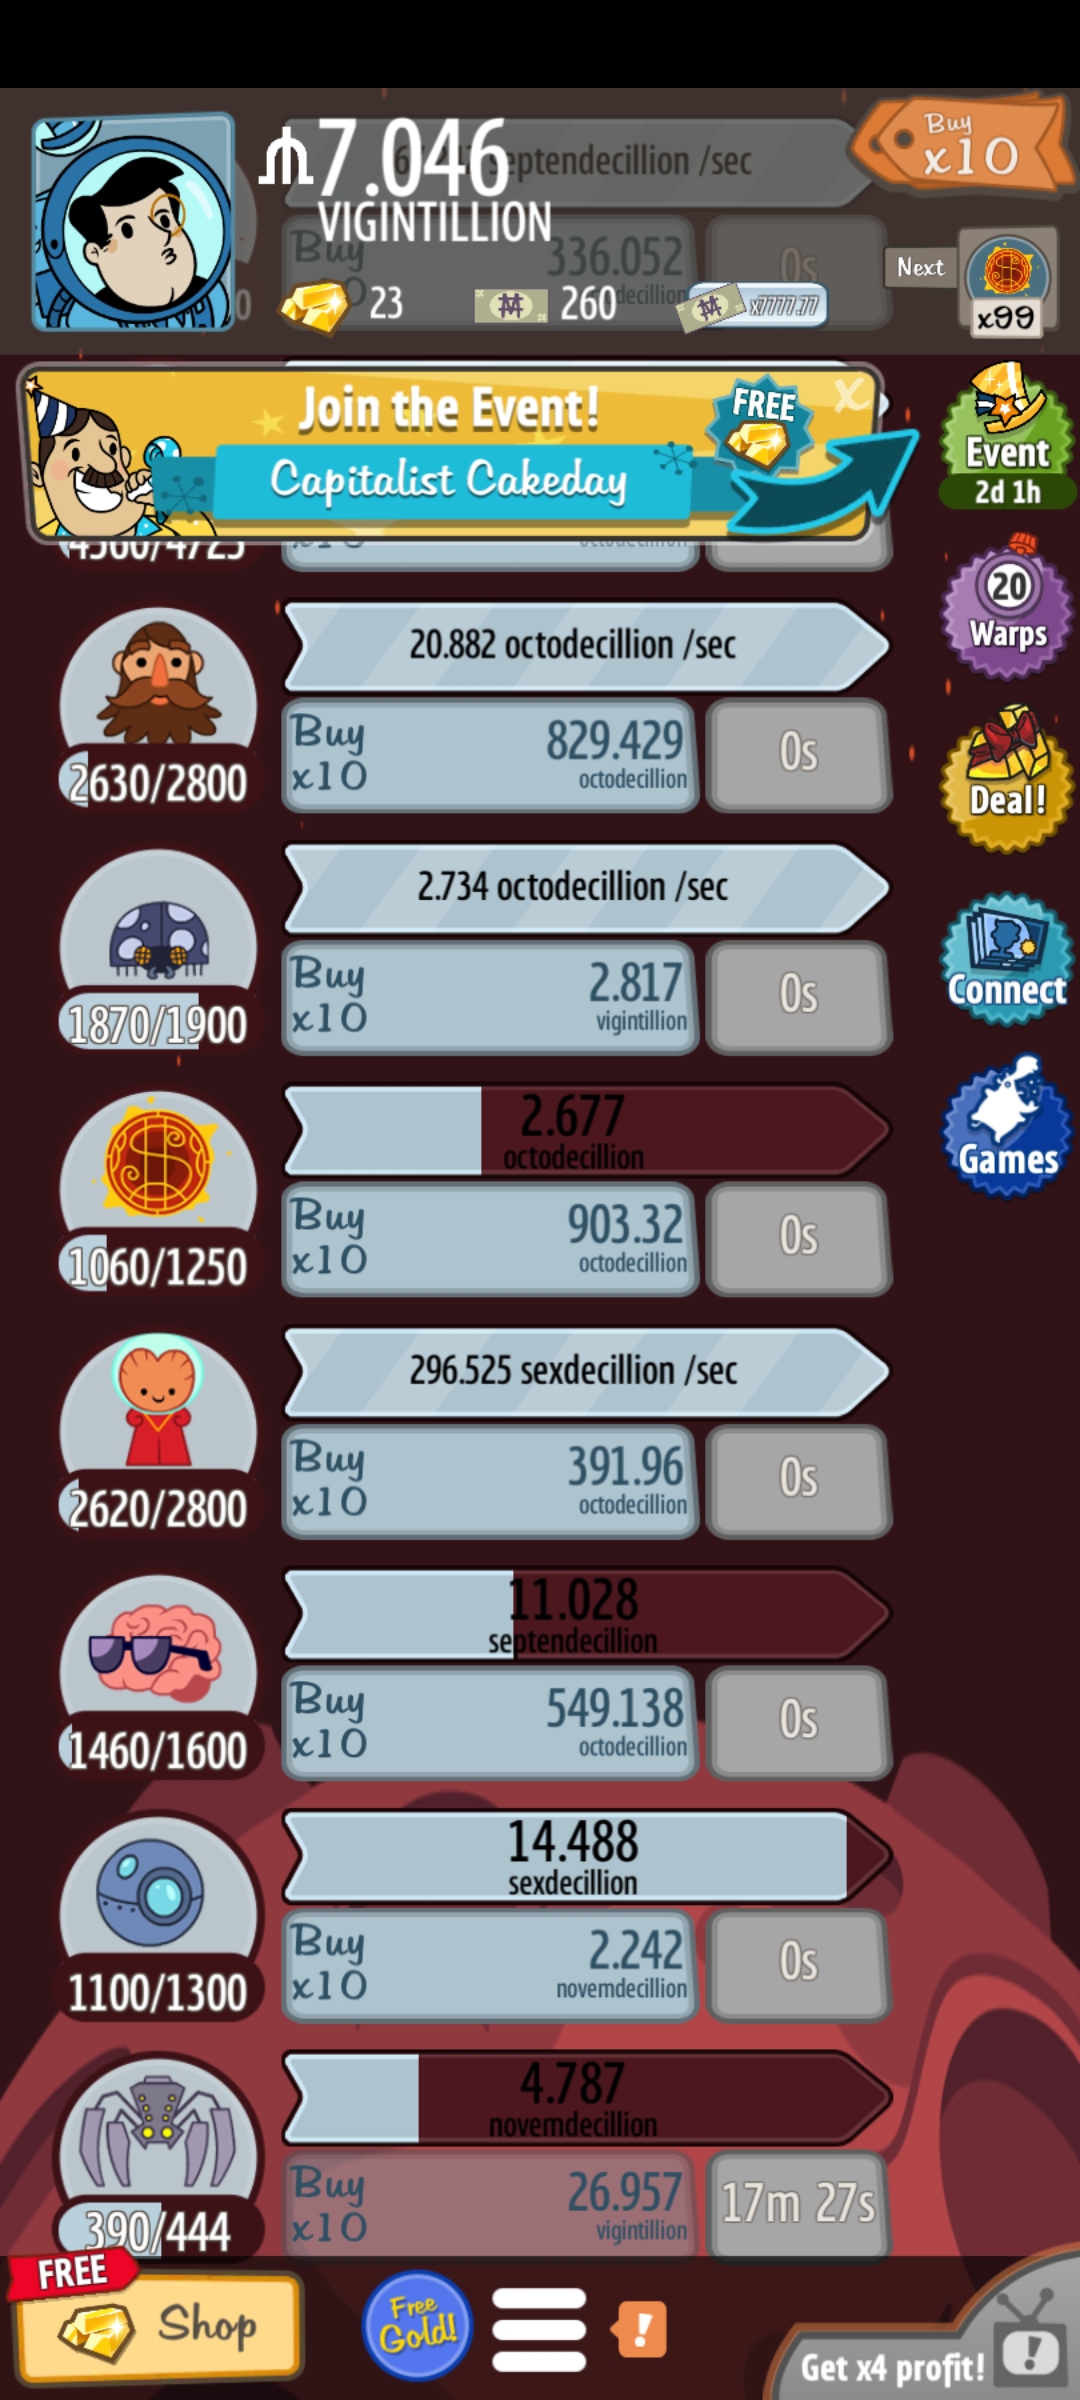 7.046
septendecillion /sec
VIGINTILLION
Buy
x10
Buy
336.052
decillion
0s
Next
x99
23
260
x7777.77
Join the Event!
FREE
X
Capitalist Cakeday
Event
2d 1h
4500/4725
x10
octodecillion
20
Warps
20.882 octodecillion /sec
Buy
x10
829.429
octodecillion
0s
2630/2800
Deal!
2.734 octodecillion /sec
Buy
x10
2.817
vigintillion
0s
1870/1900
Connect
2.677
octodecillion
Buy
x10
903.32
octodecillion
0s
1060/1250
Games
296.525 sexdecillion /sec
Buy
x10
391.96
octodecillion
0s
2620/2800
11.028
septendecillion
Buy
x10
549.138
octodecillion
0s
1460/1600
14.488
sexdecillion
Buy
x10
2.242
novemdecillion
0s
1100/1300
4.787
novemdecillion
Buy
x10
26.957
vigintillion
17m 27s
390/444
FREE
Shop
Free
Gold!
!
Get x4 profit!
!